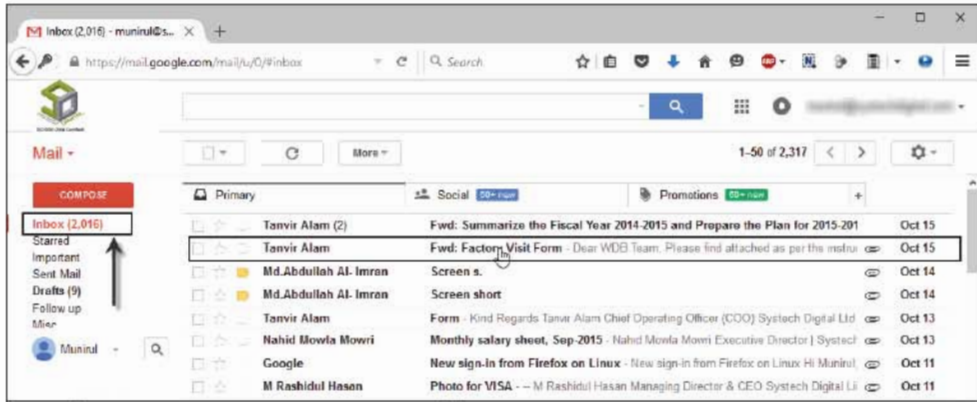 Inbox (2,016) - munirul@s...
https://mail.google.com/mail/u/0/#inbox Search
Mail
More
1–50 of 2,317
COMPOSE
Primary Social 50+ new Promotions 50+ new +
Inbox (2,016)
Starred
Important
Sent Mail
Drafts (9)
Follow up
Misc
Munirul
Tanvir Alam (2) Fwd: Summarize the Fiscal Year 2014-2015 and Prepare the Plan for 2015-201 Oct 15
Tanvir Alam Fwd: Factory Visit Form - Dear WDB Team, Please find attached as per the instru Oct 15
Md.Abdullah Al- Imran Screen s. Oct 14
Md.Abdullah Al- Imran Screen short Oct 14
Tanvir Alam Form - Kind Regards Tanvir Alam Chief Operating Officer (COO) Systech Digital Ltd Oct 13
Nahid Mowla Mowri Monthly salary sheet, Sep-2015 - Nahid Mowla Mowri Executive Director | Systech Oct 13
Google New sign-in from Firefox on Linux - New sign-in from Firefox on Linux Hi Munirul, Oct 11
M Rashidul Hasan Photo for VISA - -- M Rashidul Hasan Managing Director & CEO Systech Digital Li Oct 11